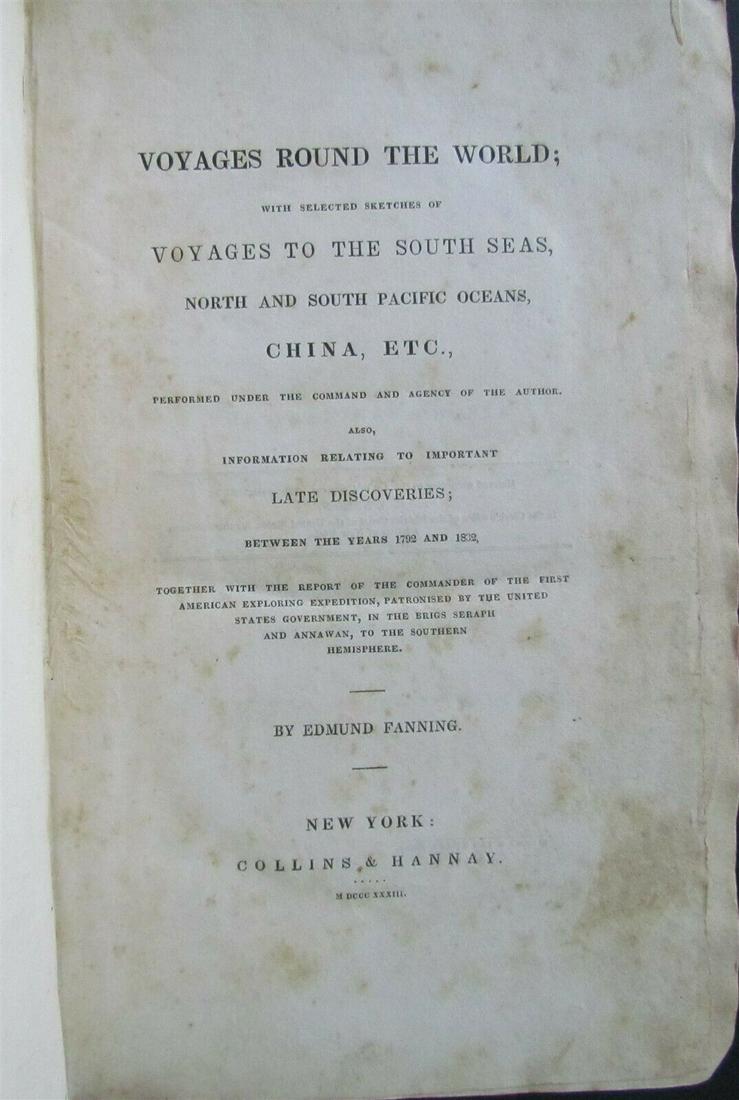 VOYAGES ROUND THE WORLD;
WITH SELECTED SKETCHES OF
VOYAGES TO THE SOUTH SEAS,
NORTH AND SOUTH PACIFIC OCEANS,
CHINA, ETC.,
PERFORMED UNDER THE COMMAND AND AGENCY OF THE AUTHOR.
ALSO,
INFORMATION RELATING TO IMPORTANT
LATE DISCOVERIES;
BETWEEN THE YEARS 1792 AND 1832,
TOGETHER WITH THE REPORT OF THE COMMANDER OF THE FIRST
AMERICAN EXPLORING EXPEDITION, PATRONISED BY THE UNITED
STATES GOVERNMENT, IN THE BRIGS SERAPH
AND ANNAWAN, TO THE SOUTHERN
HEMISPHERE.
BY EDMUND FANNING.
NEW YORK:
COLLINS & HANNAY.
.....
M DCCC XXXIII.